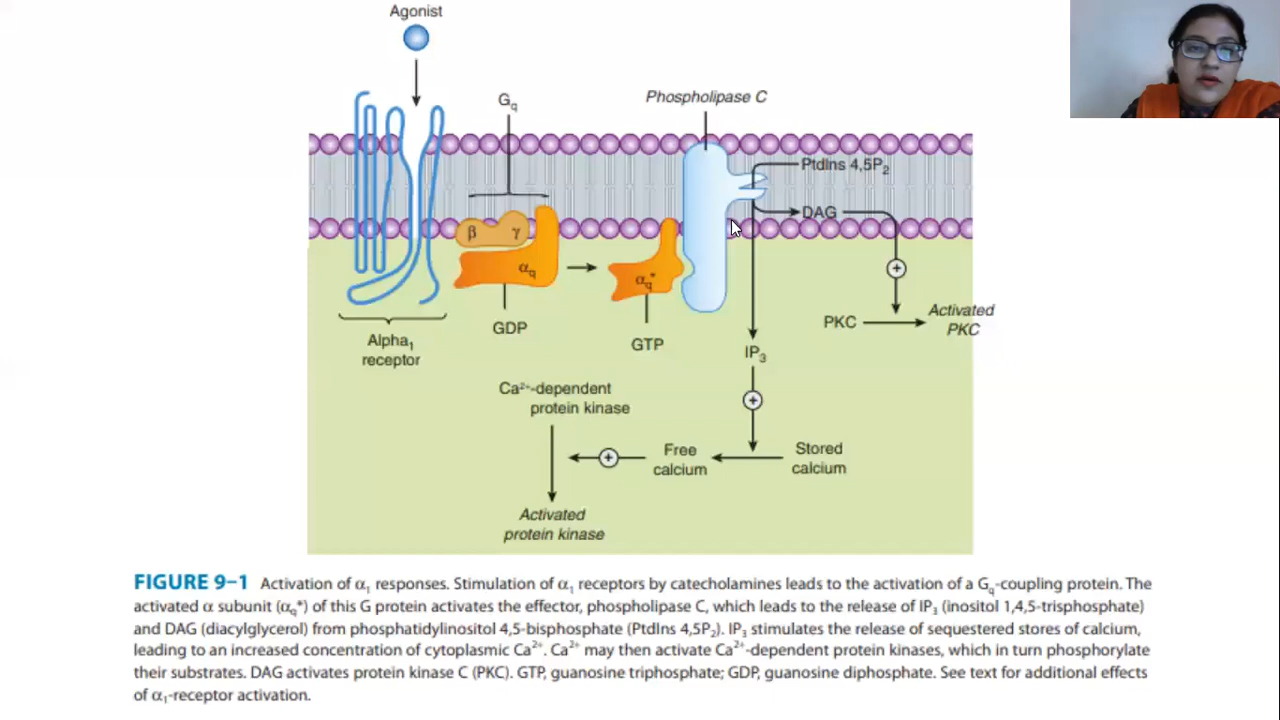 Agonist
G_q
Phospholipase C
PtdIns 4,5P₂
DAG
β γ
α_q
α_q*
+
GDP
GTP
Alpha₁
receptor
PKC
Activated
PKC
IP₃
+
Ca²⁺-dependent
protein kinase
+
Free
calcium
Stored
calcium
Activated
protein kinase
FIGURE 9–1 Activation of α₁ responses. Stimulation of α₁ receptors by catecholamines leads to the activation of a G_q-coupling protein. The
activated α subunit (α_q*) of this G protein activates the effector, phospholipase C, which leads to the release of IP₃ (inositol 1,4,5-trisphosphate)
and DAG (diacylglycerol) from phosphatidylinositol 4,5-bisphosphate (PtdIns 4,5P₂). IP₃ stimulates the release of sequestered stores of calcium,
leading to an increased concentration of cytoplasmic Ca²⁺. Ca²⁺ may then activate Ca²⁺-dependent protein kinases, which in turn phosphorylate
their substrates. DAG activates protein kinase C (PKC). GTP, guanosine triphosphate; GDP, guanosine diphosphate. See text for additional effects
of α₁-receptor activation.